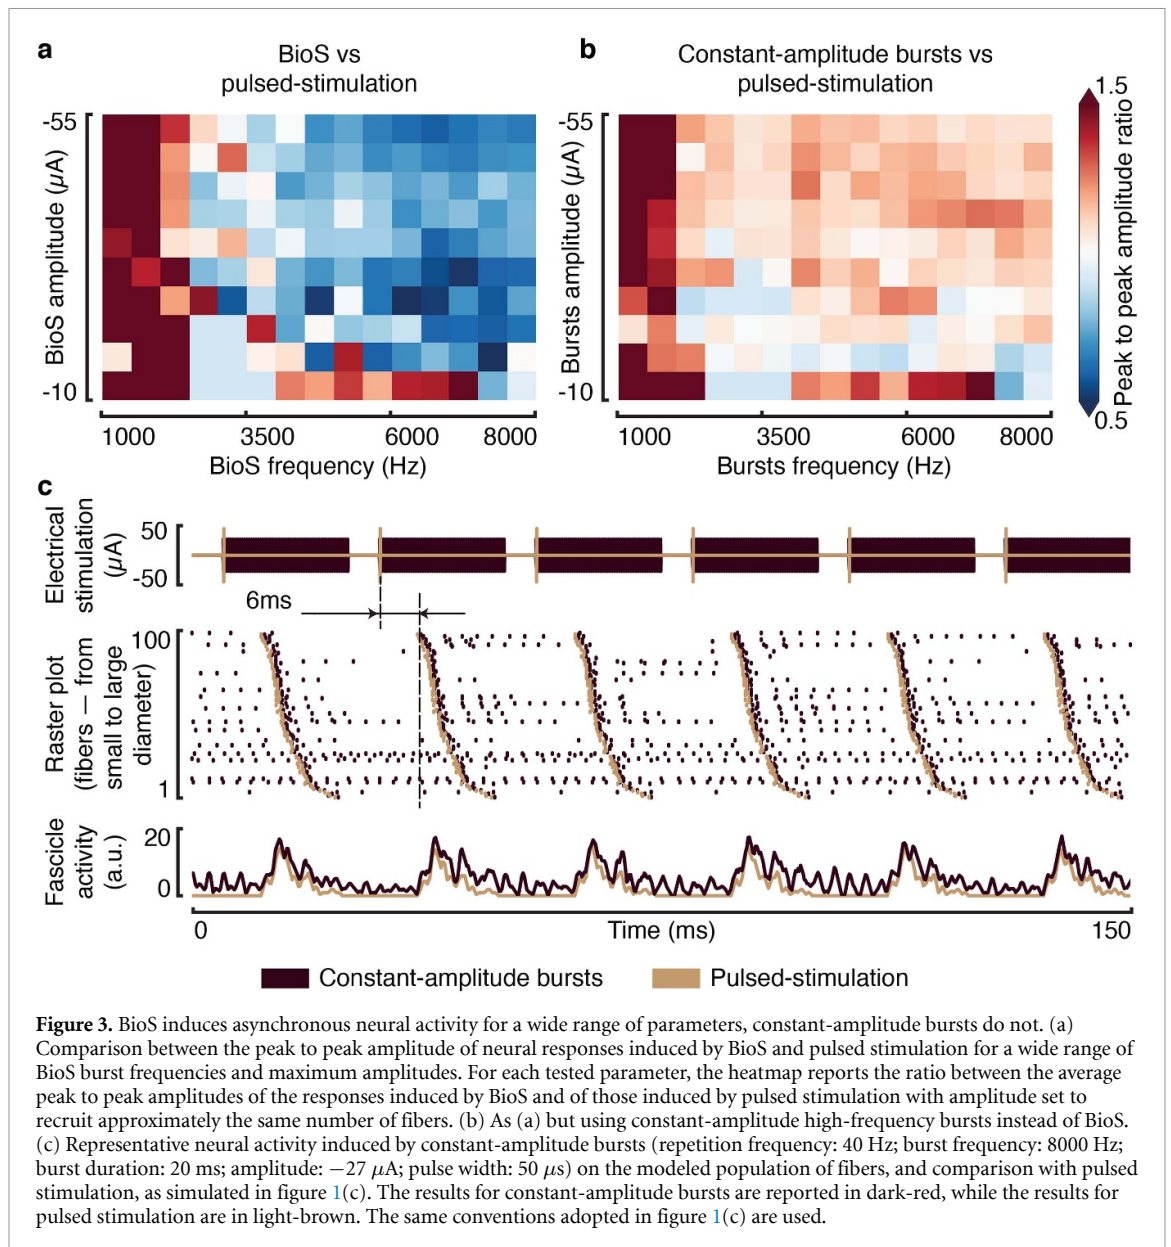 a
BioS vs
pulsed-stimulation
-55
BioS amplitude (μA)
-10
1000 3500 6000 8000
BioS frequency (Hz)
b
Constant-amplitude bursts vs
pulsed-stimulation
-55
Bursts amplitude (μA)
-10
1000 3500 6000 8000
Bursts frequency (Hz)
1.5
Peak to peak amplitude ratio
0.5
c
Electrical
stimulation
(μA)
50
-50
6ms
Raster plot
(fibers — from
small to large
diameter)
100
1
Fascicle
activity
(a.u.)
20
0
0 Time (ms) 150
Constant-amplitude bursts Pulsed-stimulation
Figure 3. BioS induces asynchronous neural activity for a wide range of parameters, constant-amplitude bursts do not. (a)
Comparison between the peak to peak amplitude of neural responses induced by BioS and pulsed stimulation for a wide range of
BioS burst frequencies and maximum amplitudes. For each tested parameter, the heatmap reports the ratio between the average
peak to peak amplitudes of the responses induced by BioS and of those induced by pulsed stimulation with amplitude set to
recruit approximately the same number of fibers. (b) As (a) but using constant-amplitude high-frequency bursts instead of BioS.
(c) Representative neural activity induced by constant-amplitude bursts (repetition frequency: 40 Hz; burst frequency: 8000 Hz;
burst duration: 20 ms; amplitude: −27 μA; pulse width: 50 μs) on the modeled population of fibers, and comparison with pulsed
stimulation, as simulated in figure 1(c). The results for constant-amplitude bursts are reported in dark-red, while the results for
pulsed stimulation are in light-brown. The same conventions adopted in figure 1(c) are used.